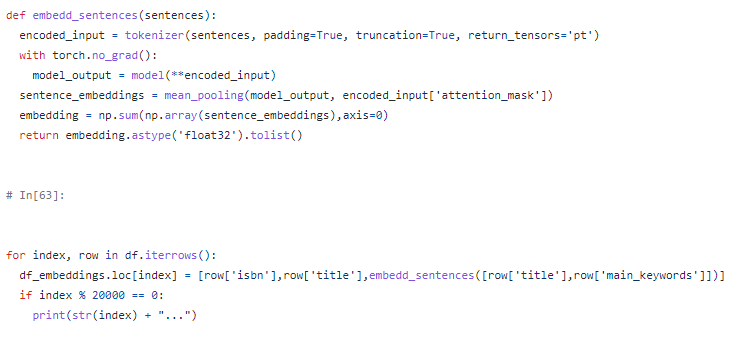 def embedd_sentences(sentences):
  encoded_input = tokenizer(sentences, padding=True, truncation=True, return_tensors='pt')
  with torch.no_grad():
    model_output = model(**encoded_input)
  sentence_embeddings = mean_pooling(model_output, encoded_input['attention_mask'])
  embedding = np.sum(np.array(sentence_embeddings),axis=0)
  return embedding.astype('float32').tolist()
# In[63]:
for index, row in df.iterrows():
  df_embeddings.loc[index] = [row['isbn'],row['title'],embedd_sentences([row['title'],row['main_keywords']])]
  if index % 20000 == 0:
    print(str(index) + "...")